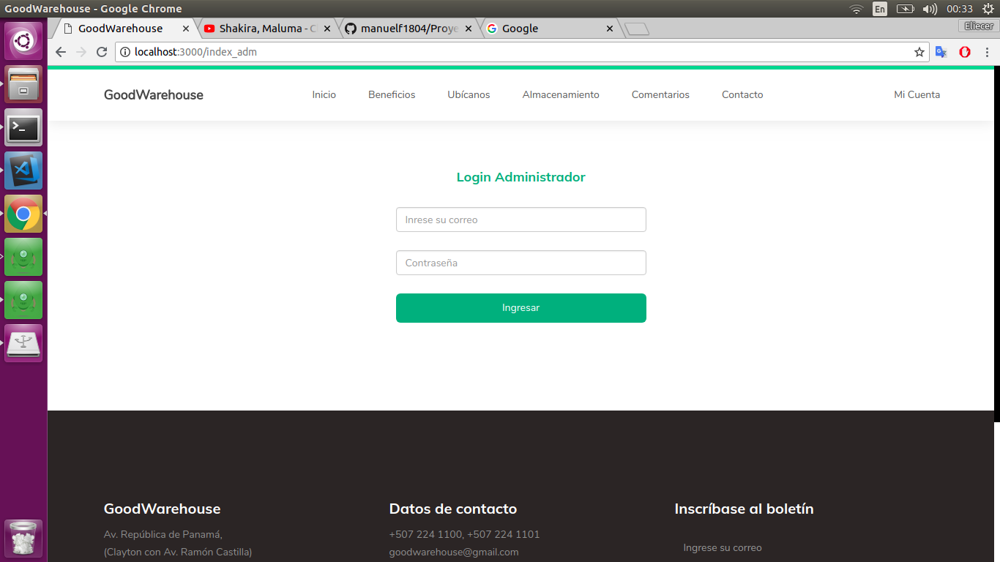 GoodWarehouse - Google Chrome
En
00:33
GoodWarehouse
Shakira, Maluma - C
manuelf1804/Proye
Google
Eliecer
localhost:3000/index_adm
GoodWarehouse
Inicio
Beneficios
Ubícanos
Almacenamiento
Comentarios
Contacto
Mi Cuenta
Login Administrador
Inrese su correo
Contraseña
Ingresar
GoodWarehouse
Datos de contacto
Inscríbase al boletín
Av. República de Panamá,
+507 224 1100, +507 224 1101
Ingrese su correo
(Clayton con Av. Ramón Castilla)
goodwarehouse@gmail.com